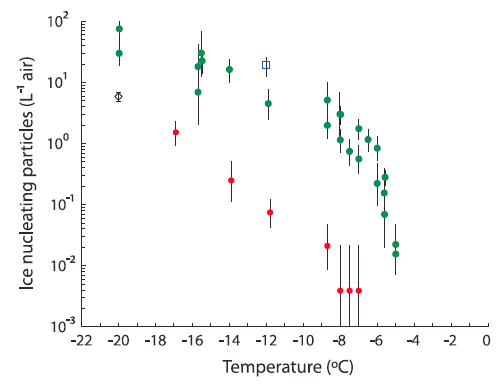 10²
10¹
10⁰
10⁻¹
10⁻²
10⁻³
Ice nucleating particles (L⁻¹ air)
-22 -20 -18 -16 -14 -12 -10 -8 -6 -4 -2 0
Temperature (ºC)